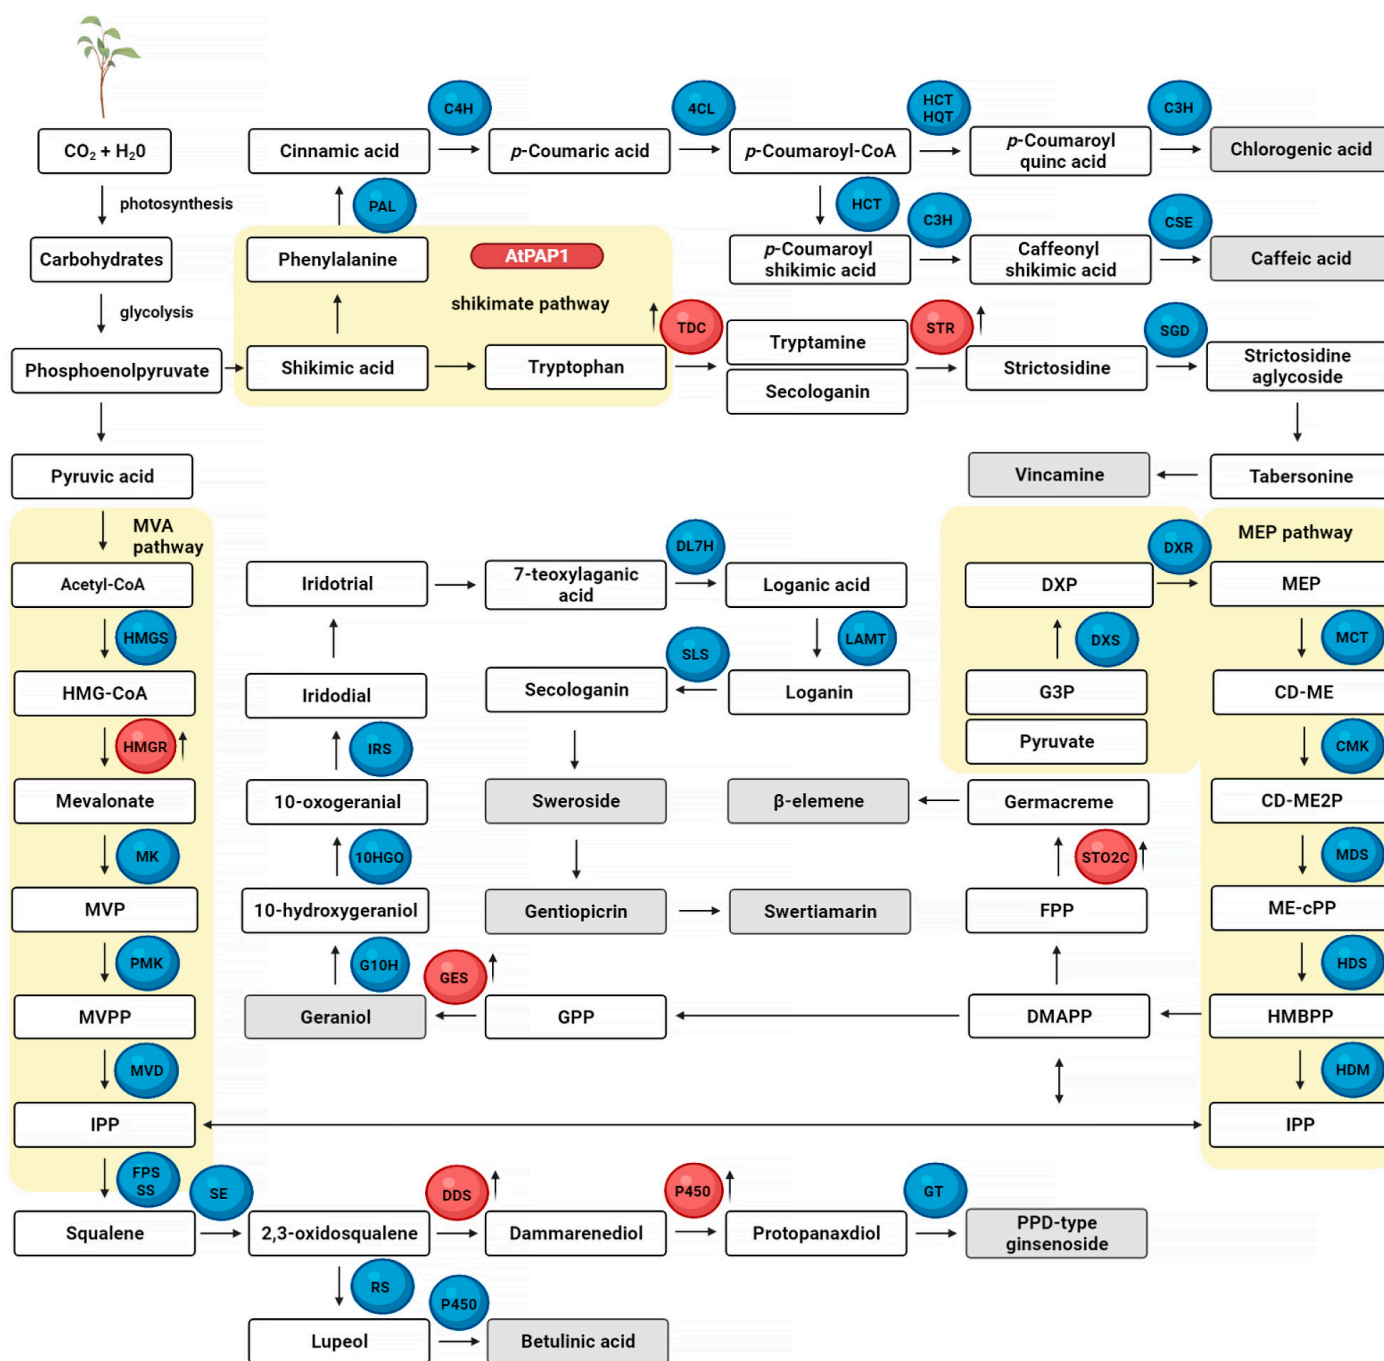 C4H
4CL
HCT
HQT
C3H
CO₂ + H₂0
Cinnamic acid
p-Coumaric acid
p-Coumaroyl-CoA
p-Coumaroyl
quinc acid
Chlorogenic acid
photosynthesis
PAL
HCT
C3H
CSE
Carbohydrates
Phenylalanine
AtPAP1
p-Coumaroyl
shikimic acid
Caffeonyl
shikimic acid
Caffeic acid
glycolysis
shikimate pathway
TDC
STR
SGD
Phosphoenolpyruvate
Shikimic acid
Tryptophan
Tryptamine
Secologanin
Strictosidine
Strictosidine
aglycoside
Pyruvic acid
Vincamine
Tabersonine
MVA
pathway
DL7H
DXR
MEP pathway
Acetyl-CoA
Iridotrial
7-teoxylaganic
acid
Loganic acid
DXP
MEP
HMGS
SLS
LAMT
DXS
MCT
HMG-CoA
Iridodial
Secologanin
Loganin
G3P
Pyruvate
CD-ME
HMGR
IRS
CMK
Mevalonate
10-oxogeranial
Sweroside
β-elemene
Germacreme
CD-ME2P
MK
10HGO
STO2C
MDS
MVP
10-hydroxygeraniol
Gentiopicrin
Swertiamarin
FPP
ME-cPP
PMK
G10H
GES
HDS
MVPP
Geraniol
GPP
DMAPP
HMBPP
MVD
HDM
IPP
IPP
FPS
SS
SE
DDS
P450
GT
Squalene
2,3-oxidosqualene
Dammarenediol
Protopanaxdiol
PPD-type
ginsenoside
RS
P450
Lupeol
Betulinic acid